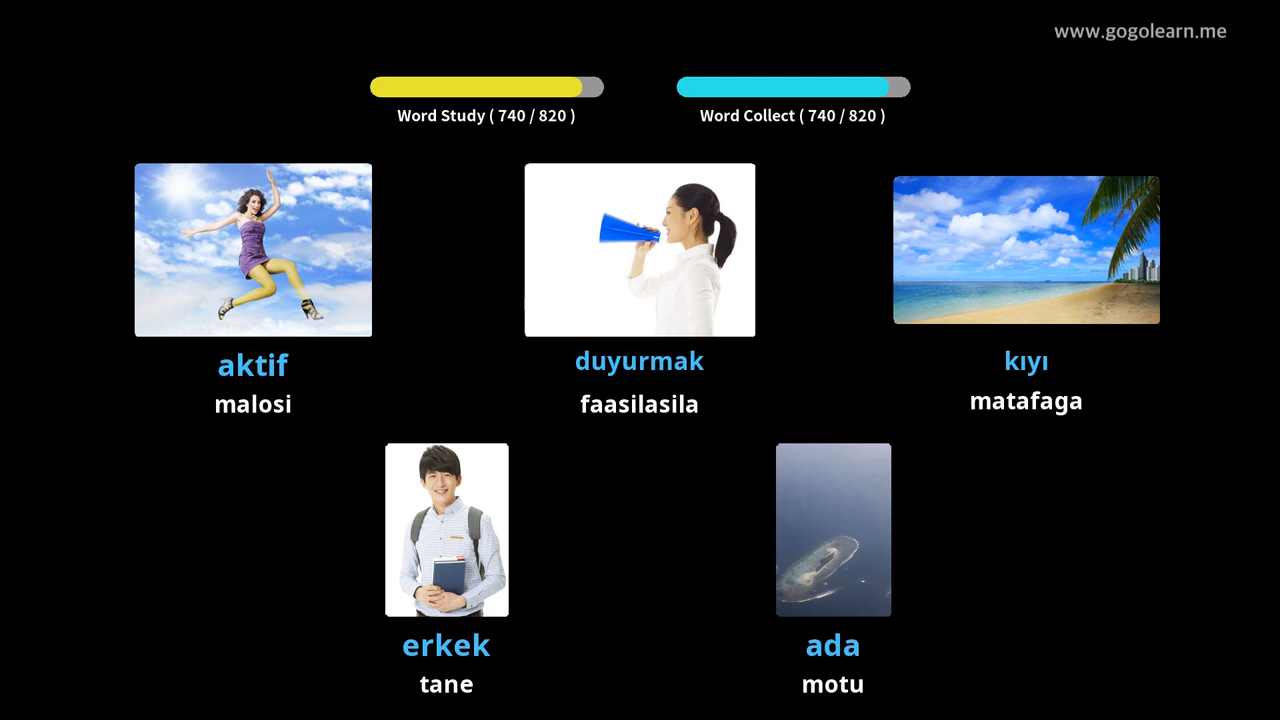 www.gogolearn.me
Word Study ( 740 / 820 )
Word Collect ( 740 / 820 )
aktif
malosi
duyurmak
faasilasila
kıyı
matafaga
erkek
tane
ada
motu